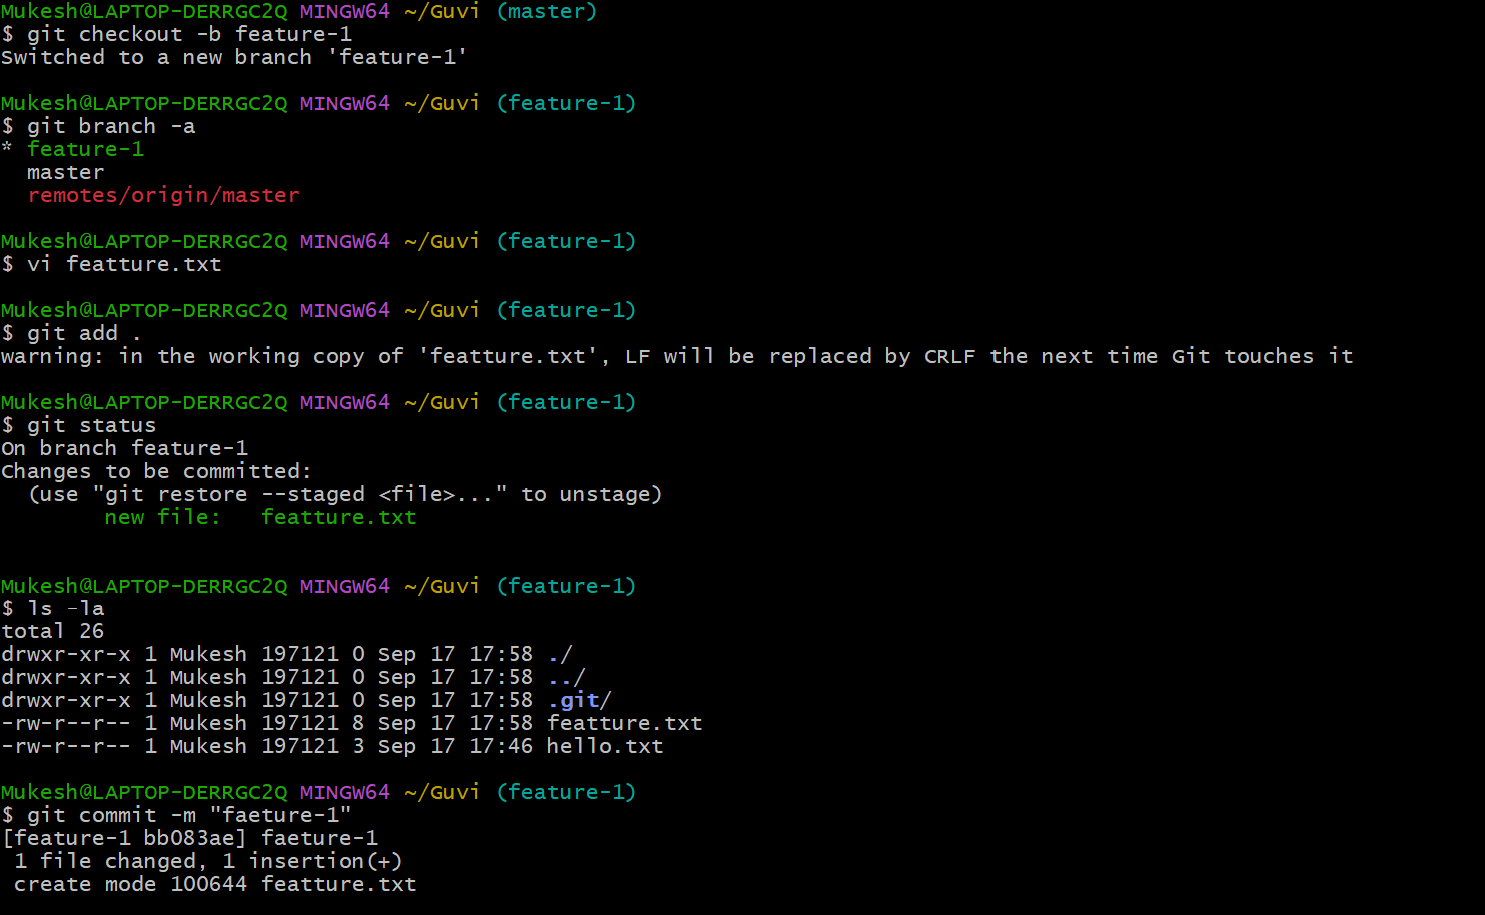 Mukesh@LAPTOP-DERRGC2Q MINGW64 ~/Guvi (master)
$ git checkout -b feature-1
Switched to a new branch 'feature-1'

Mukesh@LAPTOP-DERRGC2Q MINGW64 ~/Guvi (feature-1)
$ git branch -a
* feature-1
  master
  remotes/origin/master

Mukesh@LAPTOP-DERRGC2Q MINGW64 ~/Guvi (feature-1)
$ vi featture.txt

Mukesh@LAPTOP-DERRGC2Q MINGW64 ~/Guvi (feature-1)
$ git add .
warning: in the working copy of 'featture.txt', LF will be replaced by CRLF the next time Git touches it

Mukesh@LAPTOP-DERRGC2Q MINGW64 ~/Guvi (feature-1)
$ git status
On branch feature-1
Changes to be committed:
  (use "git restore --staged <file>..." to unstage)
        new file:   featture.txt

Mukesh@LAPTOP-DERRGC2Q MINGW64 ~/Guvi (feature-1)
$ ls -la
total 26
drwxr-xr-x 1 Mukesh 197121 0 Sep 17 17:58 ./
drwxr-xr-x 1 Mukesh 197121 0 Sep 17 17:58 ../
drwxr-xr-x 1 Mukesh 197121 0 Sep 17 17:58 .git/
-rw-r--r-- 1 Mukesh 197121 8 Sep 17 17:58 featture.txt
-rw-r--r-- 1 Mukesh 197121 3 Sep 17 17:46 hello.txt

Mukesh@LAPTOP-DERRGC2Q MINGW64 ~/Guvi (feature-1)
$ git commit -m "faeture-1"
[feature-1 bb083ae] faeture-1
 1 file changed, 1 insertion(+)
 create mode 100644 featture.txt